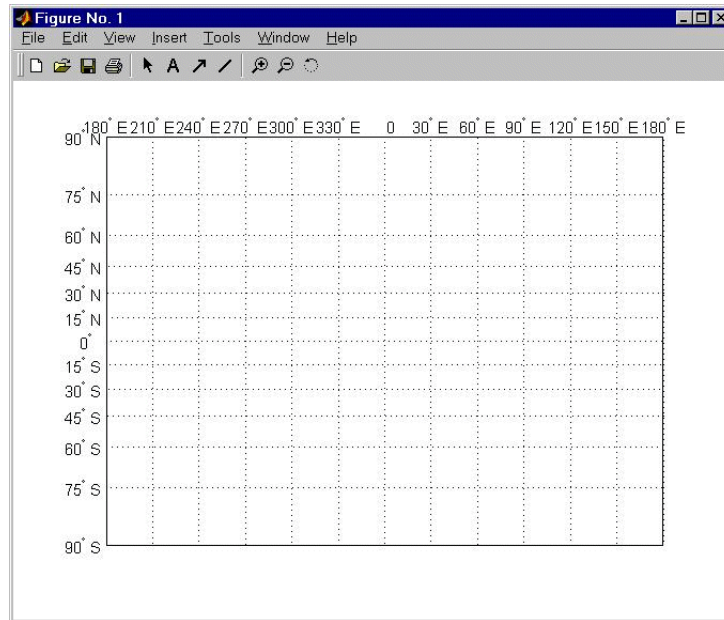 Figure No. 1
File Edit View Insert Tools Window Help
180° E 210° E 240° E 270° E 300° E 330° E 0 30° E 60° E 90° E 120° E 150° E 180° E
90° N
75° N
60° N
45° N
30° N
15° N
0°
15° S
30° S
45° S
60° S
75° S
90° S